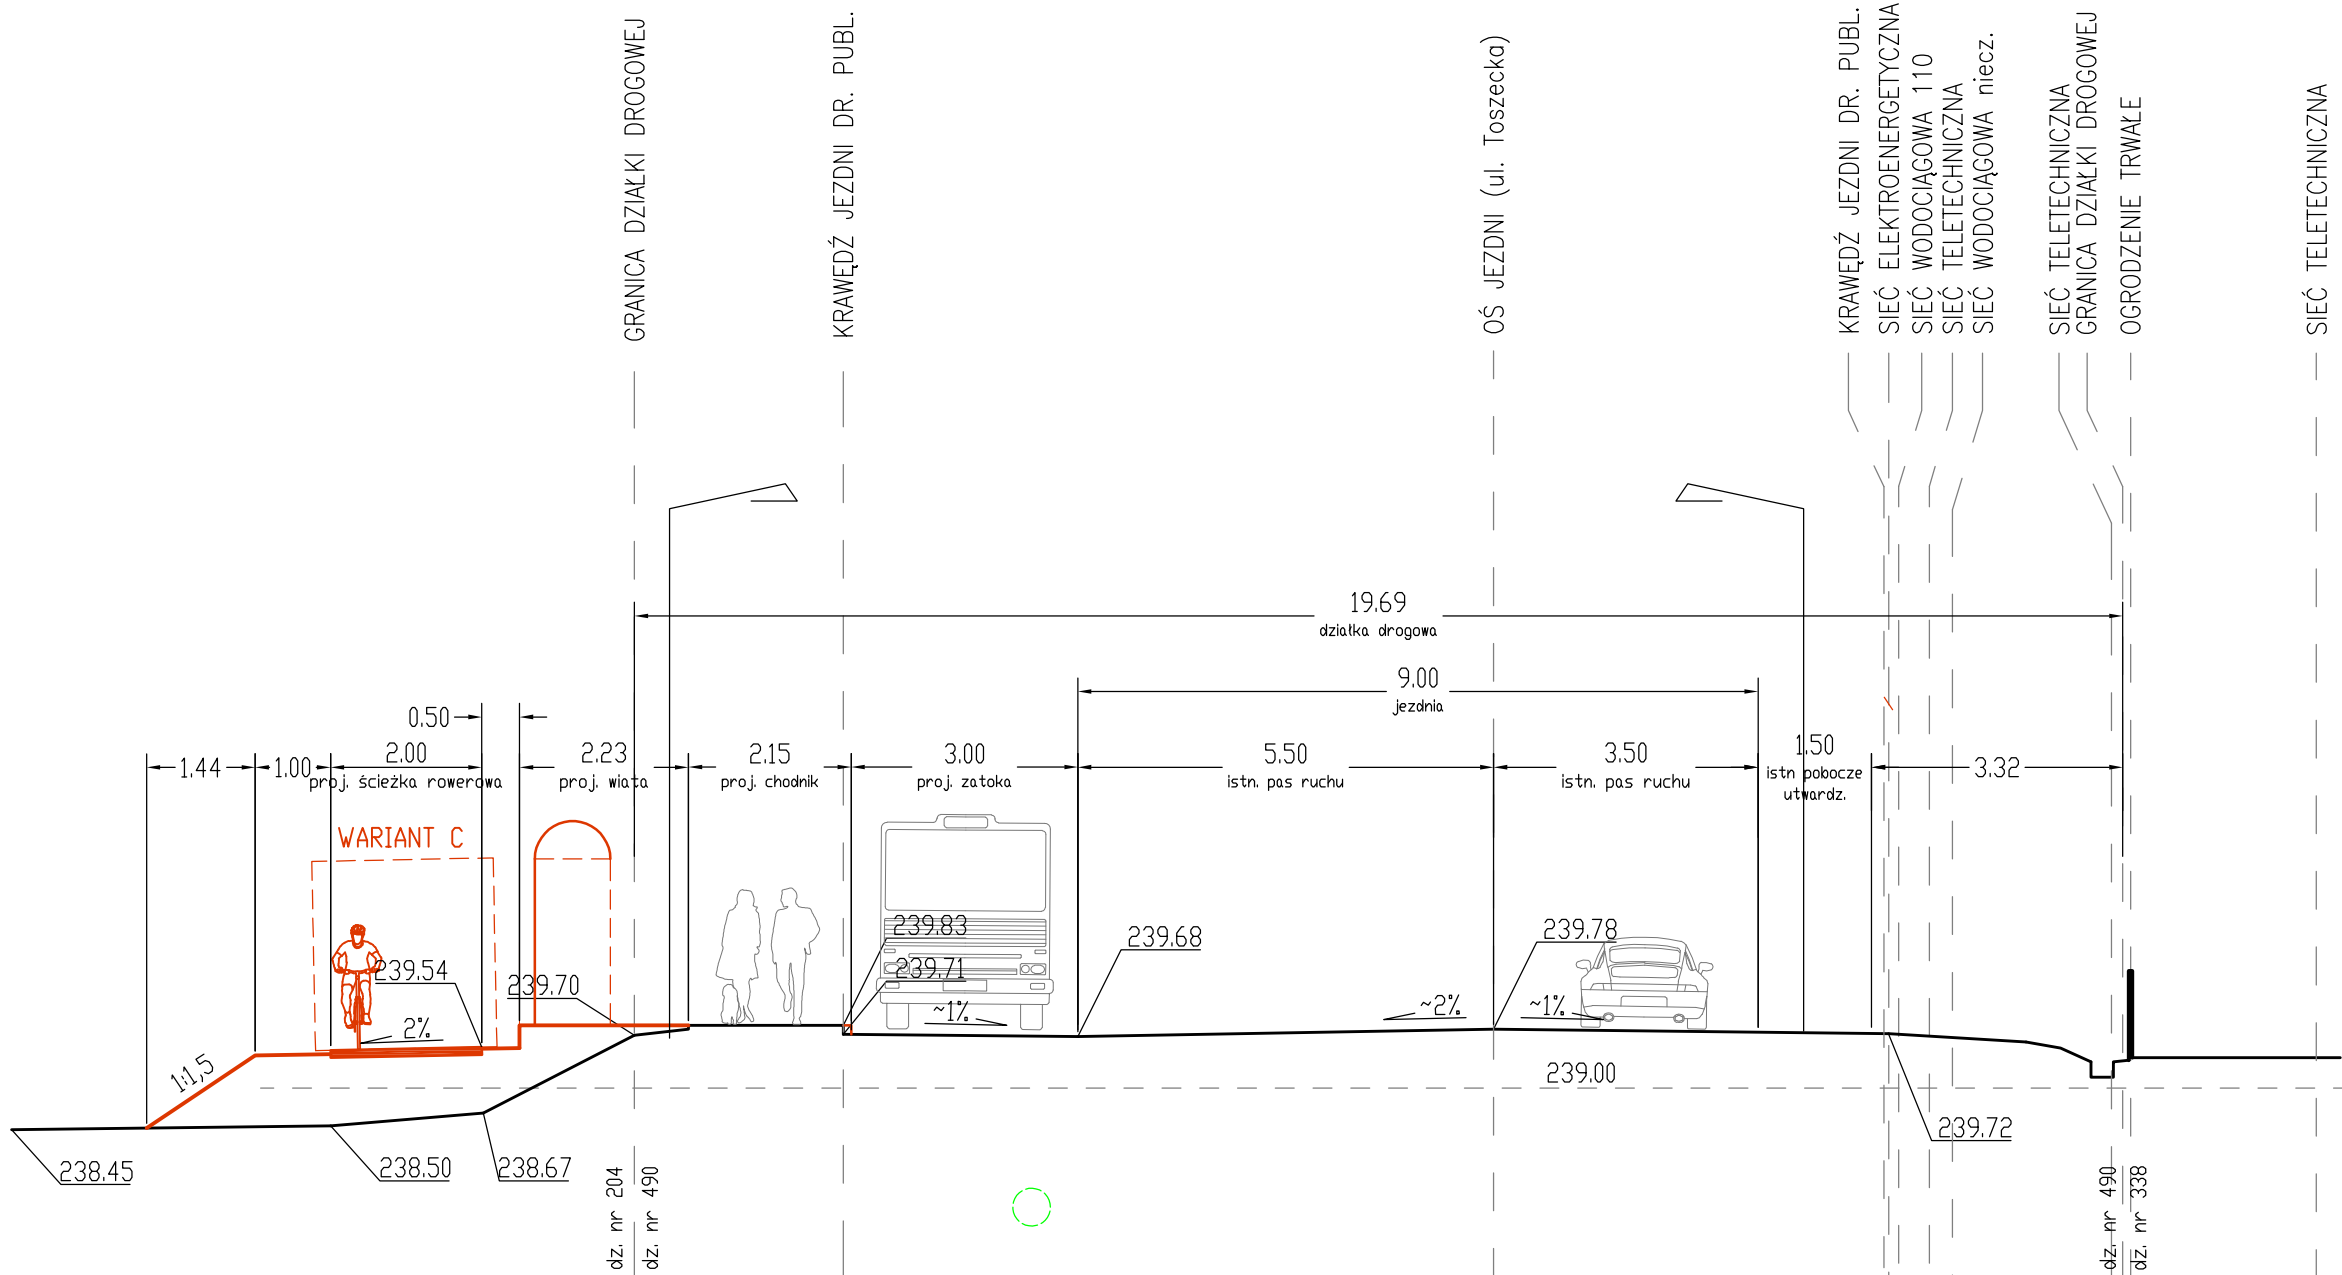 GRANICA DZIAŁKI DROGOWEJ
KRAWĘDŹ JEZDNI DR. PUBL.
OŚ JEZDNI (ul. Toszecka)
KRAWĘDŹ JEZDNI DR. PUBL.
SIEĆ ELEKTROENERGETYCZNA
SIEĆ WODOCIĄGOWA 110
SIEĆ TELETECHNICZNA
SIEĆ WODOCIĄGOWA niecz.
SIEĆ TELETECHNICZNA
GRANICA DZIAŁKI DROGOWEJ
OGRODZENIE TRWAŁE
SIEĆ TELETECHNICZNA
19.69
działka drogowa
9.00
jezdnia
0.50
1.44
1.00
2.00
proj. ścieżka rowerowa
2.23
proj. wiata
2.15
proj. chodnik
3.00
proj. zatoka
5.50
istn. pas ruchu
3.50
istn. pas ruchu
1.50
istn pobocze
utwardz.
3.32
WARIANT C
239.54
239.70
239.83
239.71
239.68
239.78
2%
~1%
~2%
~1%
1:1,5
239.00
239.72
238.45
238.50
238.67
dz. nr 204
dz. nr 490
dz. nr 490
dz. nr 338